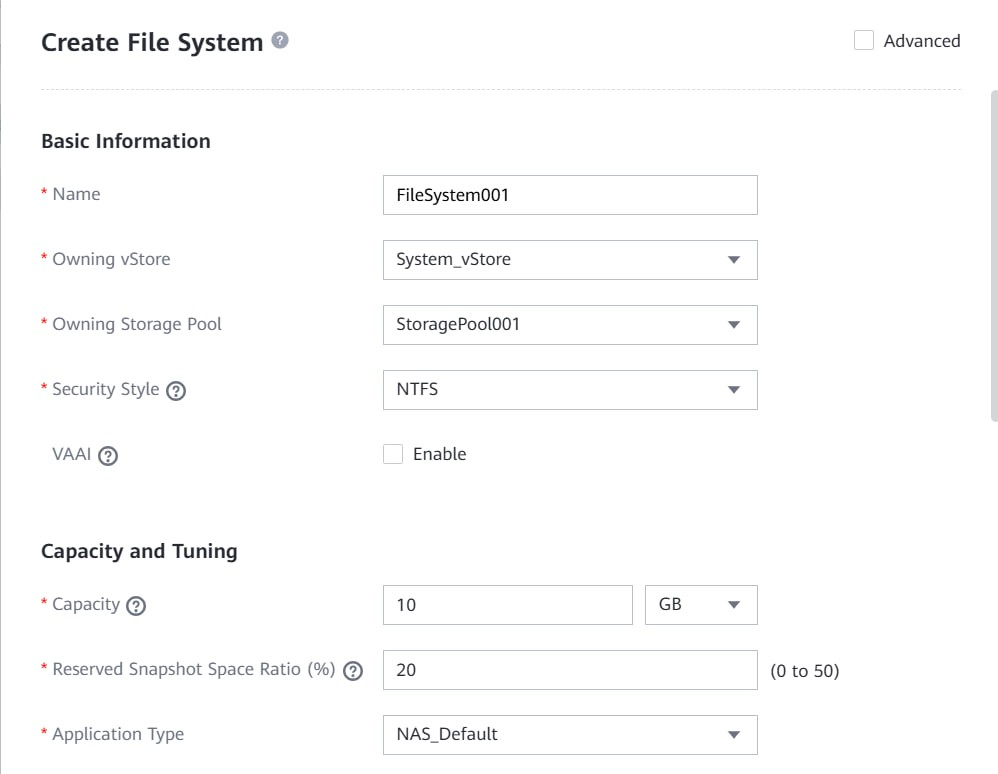 Create File System ?
Advanced
Basic Information
* Name FileSystem001
* Owning vStore System_vStore
* Owning Storage Pool StoragePool001
* Security Style ? NTFS
VAAI ? Enable
Capacity and Tuning
* Capacity ? 10 GB
* Reserved Snapshot Space Ratio (%) ? 20 (0 to 50)
* Application Type NAS_Default